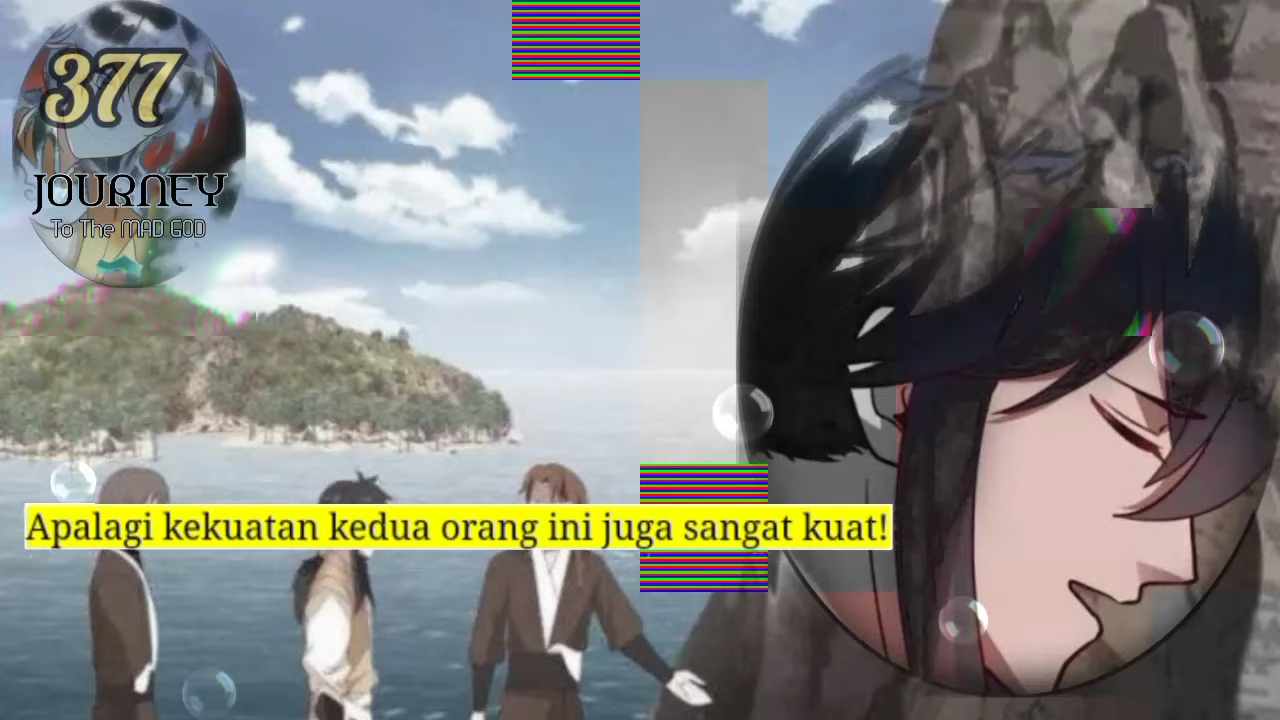 377
JOURNEY
To The MAD GOD
Apalagi kekuatan kedua orang ini juga sangat kuat!